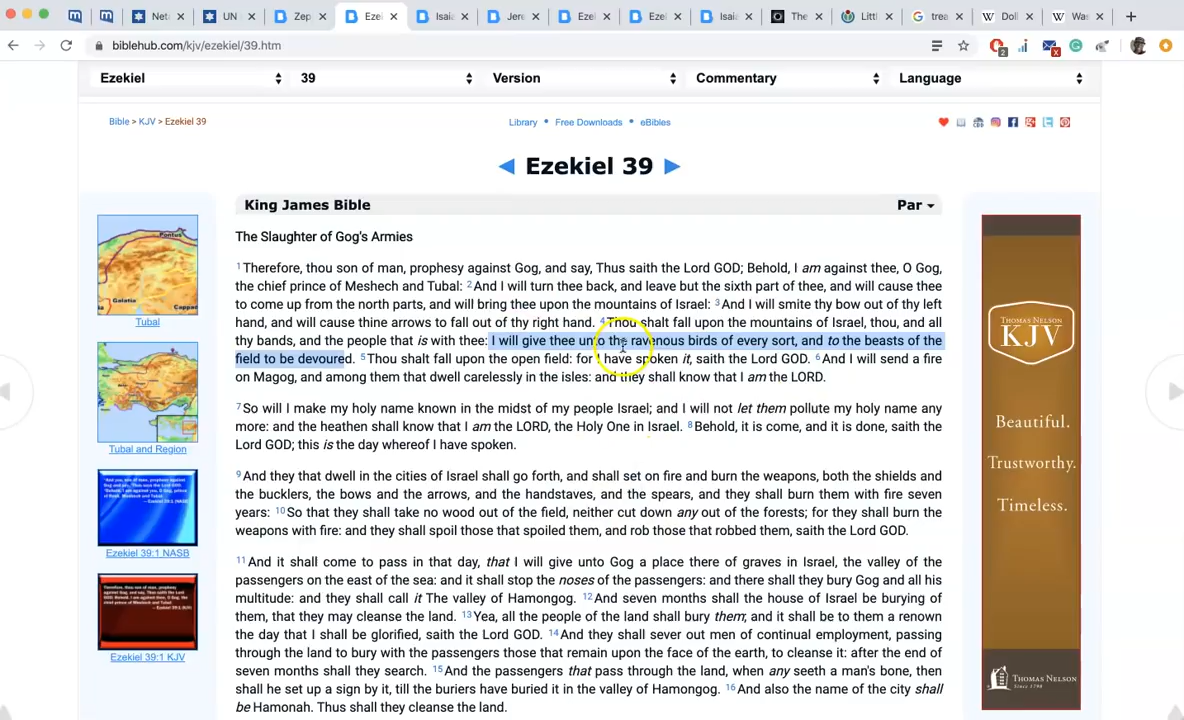 Net
UN
Zep
Ezel
Isaia
Jere
Ezel
Ezel
Isaia
The
Littl
trea
Doll
Was
biblehub.com/kjv/ezekiel/39.htm
2
x
Ezekiel
39
Version
Commentary
Language
Bible > KJV > Ezekiel 39
Library • Free Downloads • eBibles
Ezekiel 39
King James Bible
Par
The Slaughter of Gog's Armies
1Therefore, thou son of man, prophesy against Gog, and say, Thus saith the Lord GOD; Behold, I am against thee, O Gog,
the chief prince of Meshech and Tubal: 2And I will turn thee back, and leave but the sixth part of thee, and will cause thee
to come up from the north parts, and will bring thee upon the mountains of Israel: 3And I will smite thy bow out of thy left
hand, and will cause thine arrows to fall out of thy right hand. 4Thou shalt fall upon the mountains of Israel, thou, and all
thy bands, and the people that is with thee: I will give thee unto the ravenous birds of every sort, and to the beasts of the
field to be devoured. 5Thou shalt fall upon the open field: for I have spoken it, saith the Lord GOD. 6And I will send a fire
on Magog, and among them that dwell carelessly in the isles: and they shall know that I am the LORD.
7So will I make my holy name known in the midst of my people Israel; and I will not let them pollute my holy name any
more: and the heathen shall know that I am the LORD, the Holy One in Israel. 8Behold, it is come, and it is done, saith the
Lord GOD; this is the day whereof I have spoken.
9And they that dwell in the cities of Israel shall go forth, and shall set on fire and burn the weapons, both the shields and
the bucklers, the bows and the arrows, and the handstaves, and the spears, and they shall burn them with fire seven
years: 10So that they shall take no wood out of the field, neither cut down any out of the forests; for they shall burn the
weapons with fire: and they shall spoil those that spoiled them, and rob those that robbed them, saith the Lord GOD.
11And it shall come to pass in that day, that I will give unto Gog a place there of graves in Israel, the valley of the
passengers on the east of the sea: and it shall stop the noses of the passengers: and there shall they bury Gog and all his
multitude: and they shall call it The valley of Hamongog. 12And seven months shall the house of Israel be burying of
them, that they may cleanse the land. 13Yea, all the people of the land shall bury them; and it shall be to them a renown
the day that I shall be glorified, saith the Lord GOD. 14And they shall sever out men of continual employment, passing
through the land to bury with the passengers those that remain upon the face of the earth, to cleanse it: after the end of
seven months shall they search. 15And the passengers that pass through the land, when any seeth a man's bone, then
shall he set up a sign by it, till the buriers have buried it in the valley of Hamongog. 16And also the name of the city shall
be Hamonah. Thus shall they cleanse the land.
Pontus
Galatia
Cappad
Tubal
Tubal and Region
Ezekiel 39:1 NASB
Ezekiel 39:1 KJV
THOMAS NELSON
KJV
Beautiful.
Trustworthy.
Timeless.
THOMAS NELSON
Since 1798